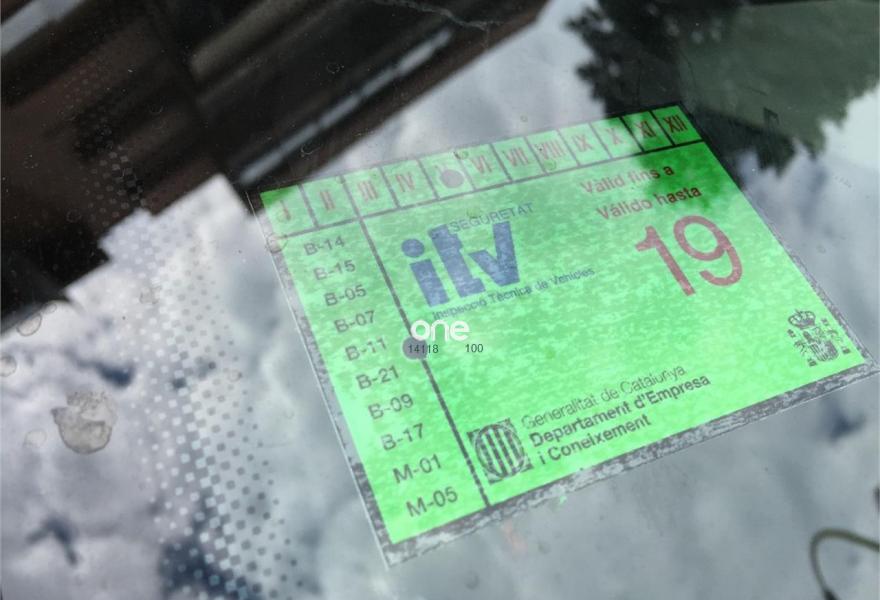 I II III IV VI VII VIII IX X XI XII
Vàlid fins a
Válido hasta
19
SEGURETAT
itv
Inspecció Tècnica de Vehicles
B-14
B-15
B-05
B-07
B-11
B-21
B-09
B-17
M-01
M-05
one
14118 100
Generalitat de Catalunya
Departament d'Empresa
i Coneixement